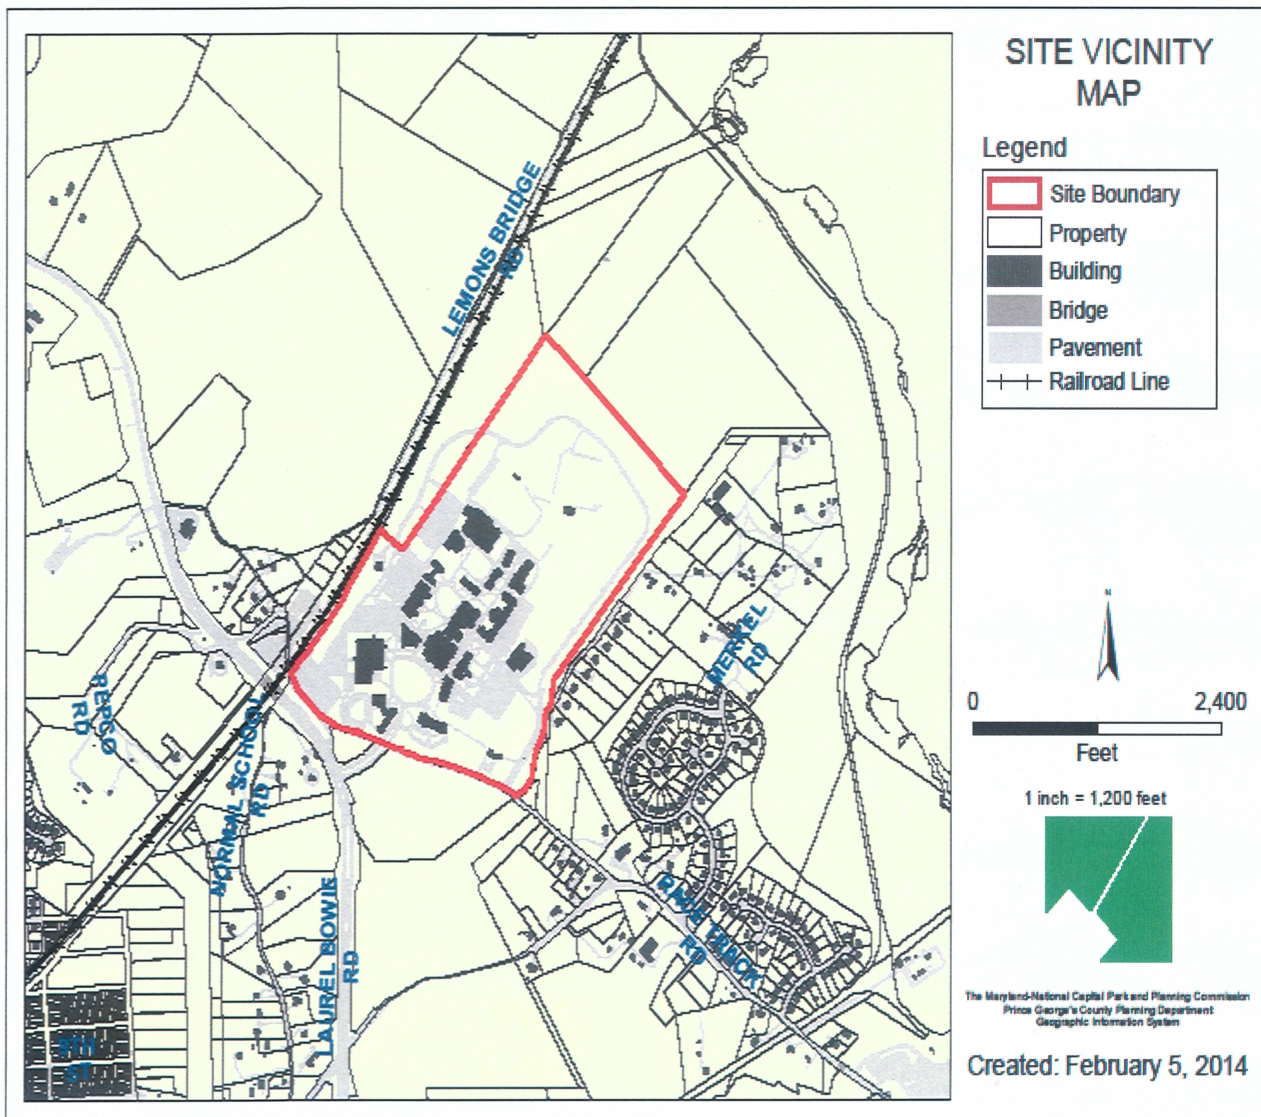 SITE VICINITY
MAP
Legend
Site Boundary
Property
Building
Bridge
Pavement
Railroad Line
LEMONS BRIDGE
RD
MERKEL
RD
REPCO
RD
NORMAL SCHOOL
RD
LAUREL BOWIE
RD
RACE TRACK
RD
9TH
ST
N
0 2,400
Feet
1 inch = 1,200 feet
The Maryland-National Capital Park and Planning Commission
Prince George's County Planning Department
Geographic Information System
Created: February 5, 2014